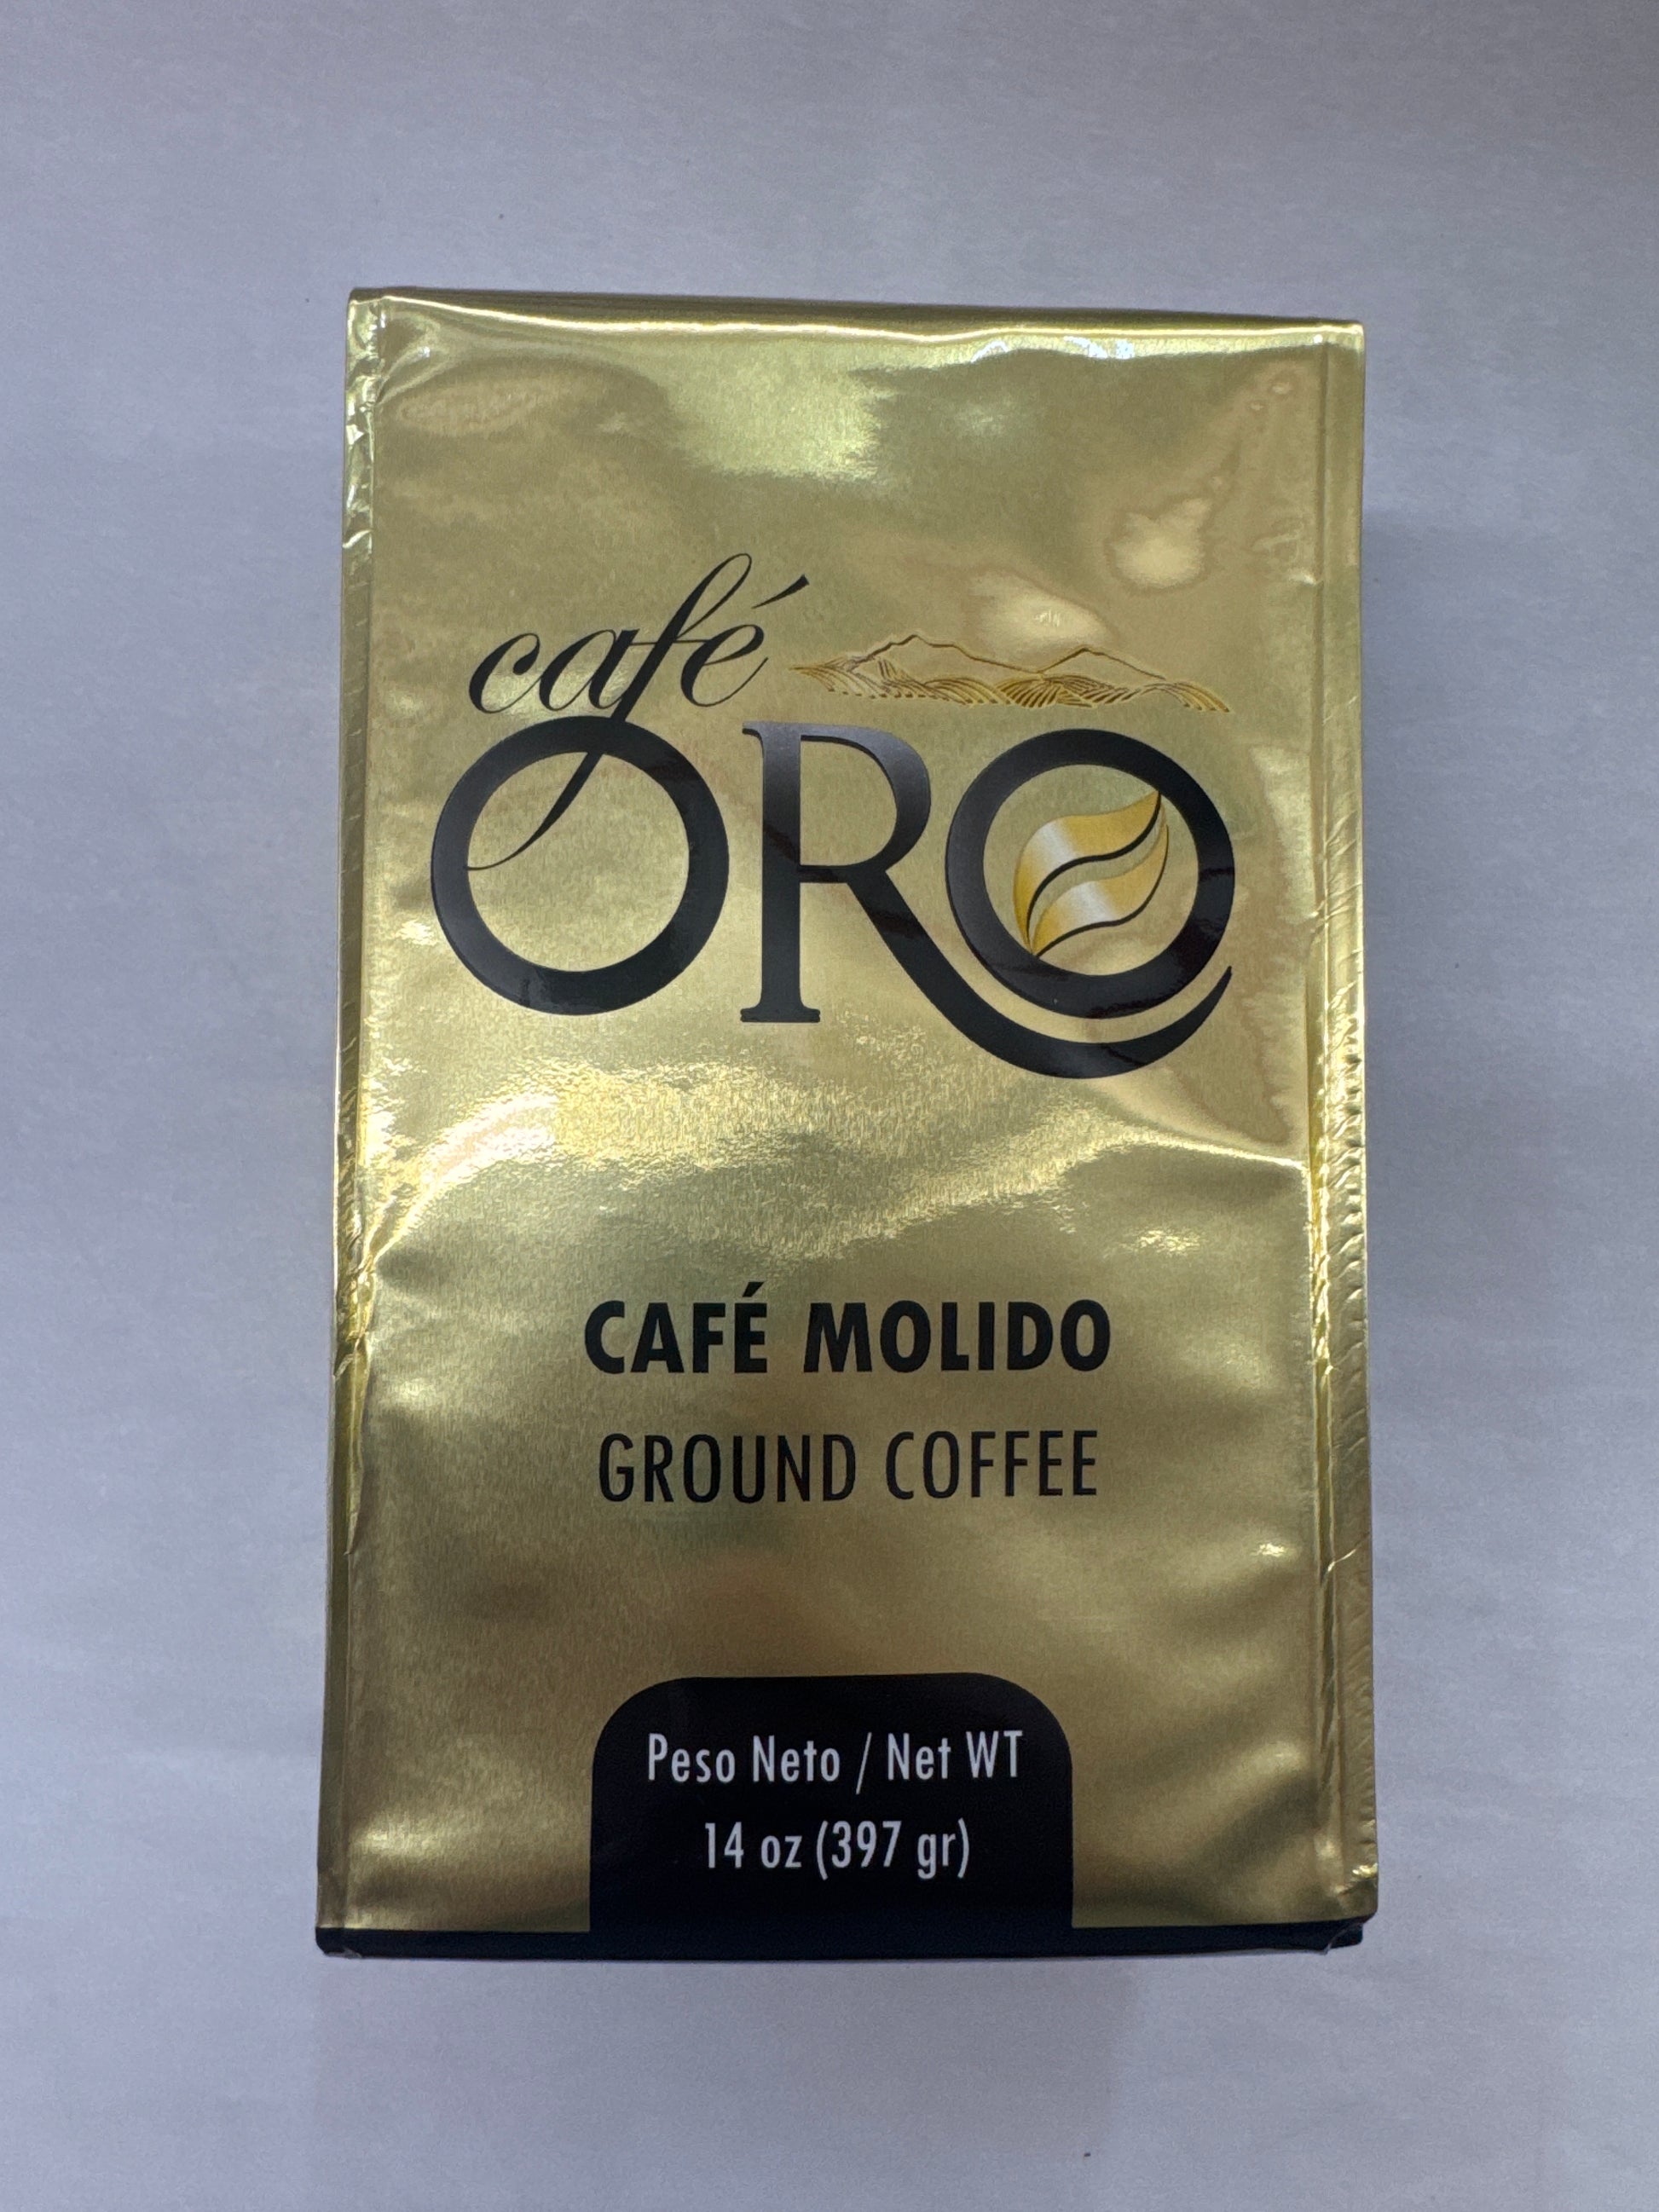 café
ORO
CAFÉ MOLIDO
GROUND COFFEE
Peso Neto / Net WT
14 oz (397 gr)